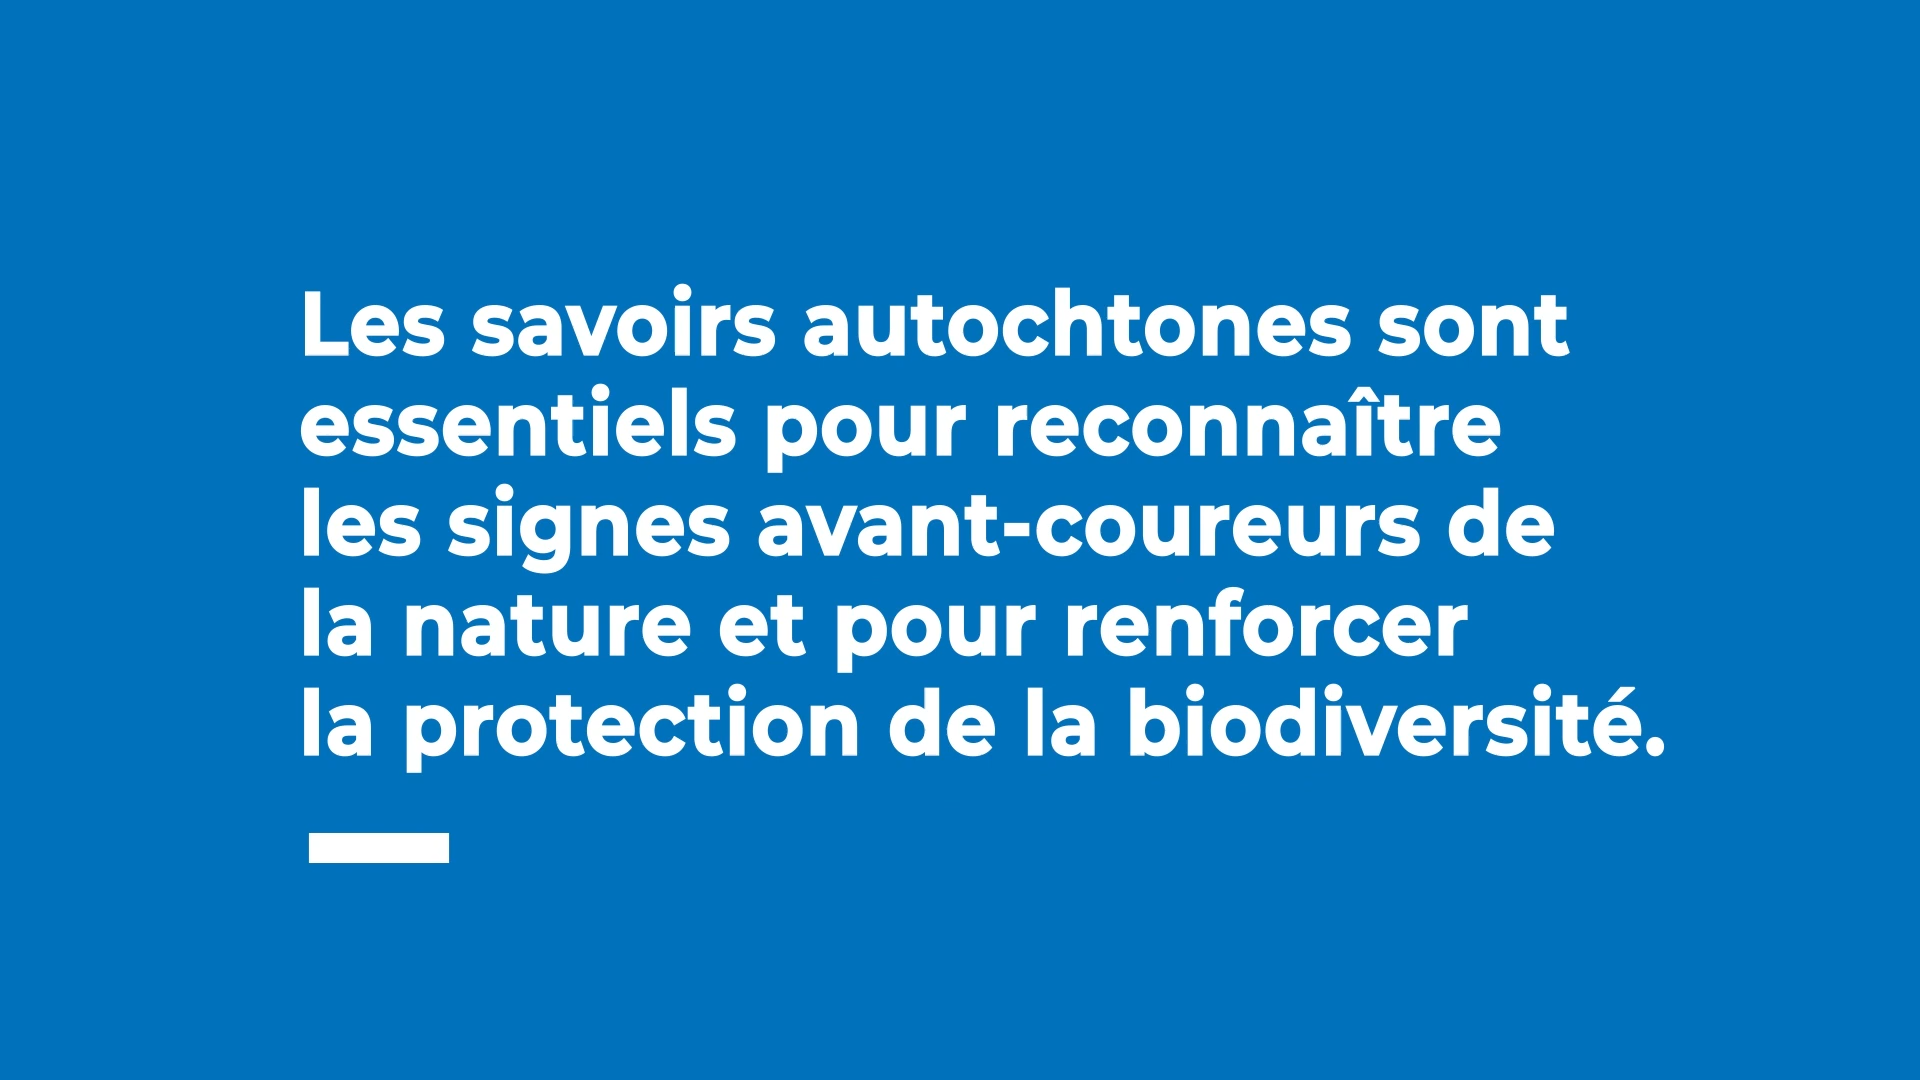 Les savoirs autochtones sont
essentiels pour reconnaître
les signes avant-coureurs de
la nature et pour renforcer
la protection de la biodiversité.